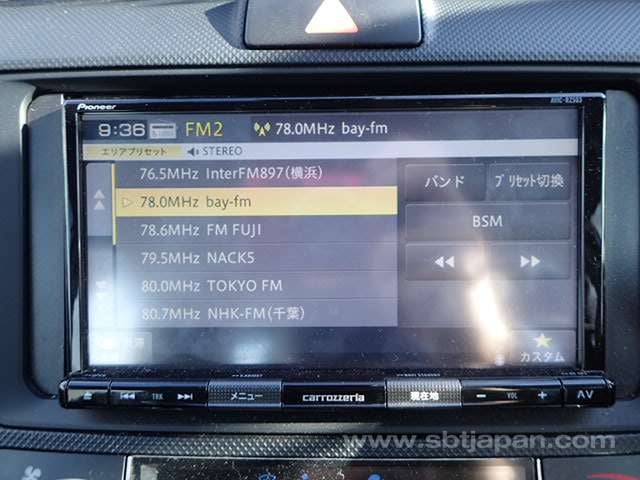 Pioneer AVIC-RZ503
9:36 FM2 78.0MHz bay-fm
エリアプリセット STEREO
76.5MHz InterFM897(横浜)
78.0MHz bay-fm
78.6MHz FM FUJI
79.5MHz NACK5
80.0MHz TOKYO FM
80.7MHz NHK-FM(千葉)
バンド プリセット切換
BSM
カスタム
TRK メニュー carrozzeria 現在地 VOL AV
www.sbtjapan.com